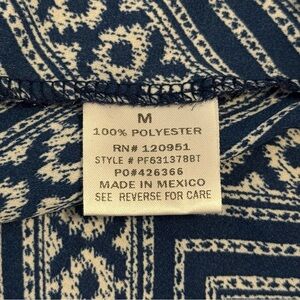 M
100% POLYESTER
RN# 120951
STYLE # PF631378BT
PO#426366
MADE IN MEXICO
SEE REVERSE FOR CARE